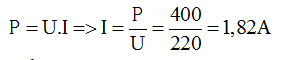 P = U.I => I = P/U = 400/220 = 1,82A